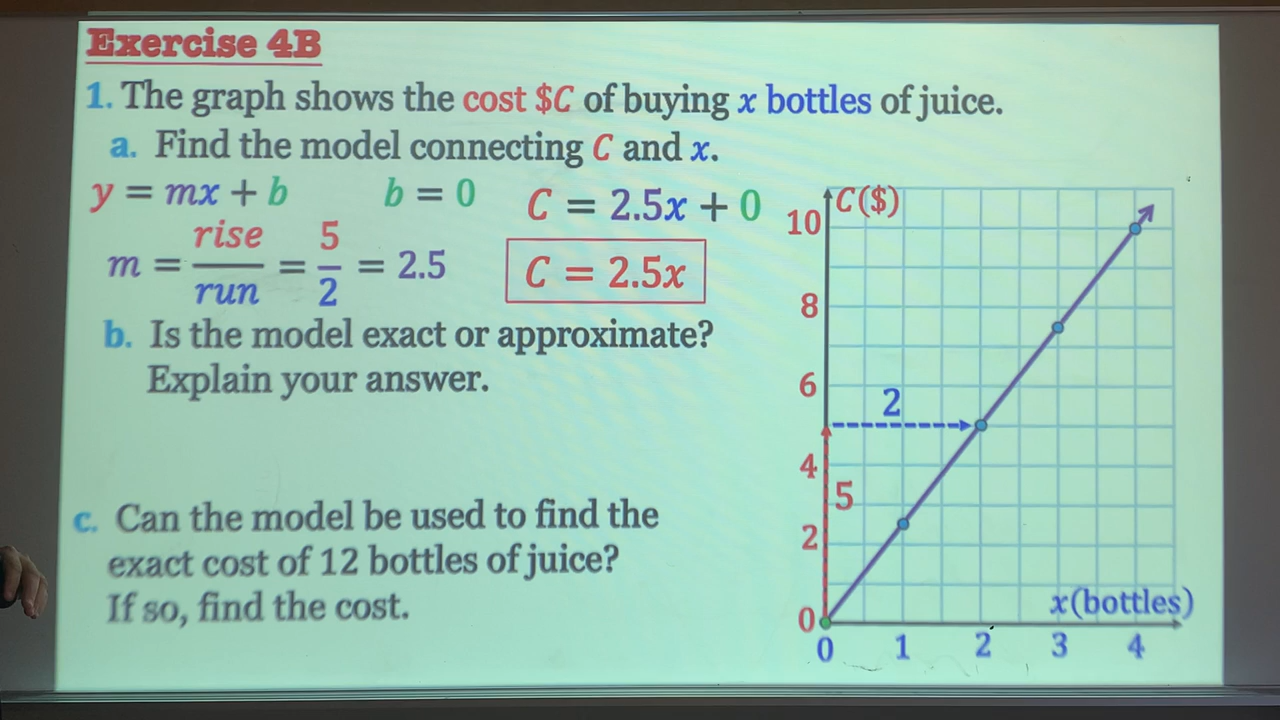 Exercise 4B
1. The graph shows the cost $C of buying x bottles of juice.
a. Find the model connecting C and x.
y = mx + b
b = 0
C = 2.5x + 0
m = rise/run = 5/2 = 2.5
C = 2.5x
b. Is the model exact or approximate?
Explain your answer.
c. Can the model be used to find the
exact cost of 12 bottles of juice?
If so, find the cost.
C($)
10
8
6
4
2
0
2
5
x(bottles)
0 1 2 3 4